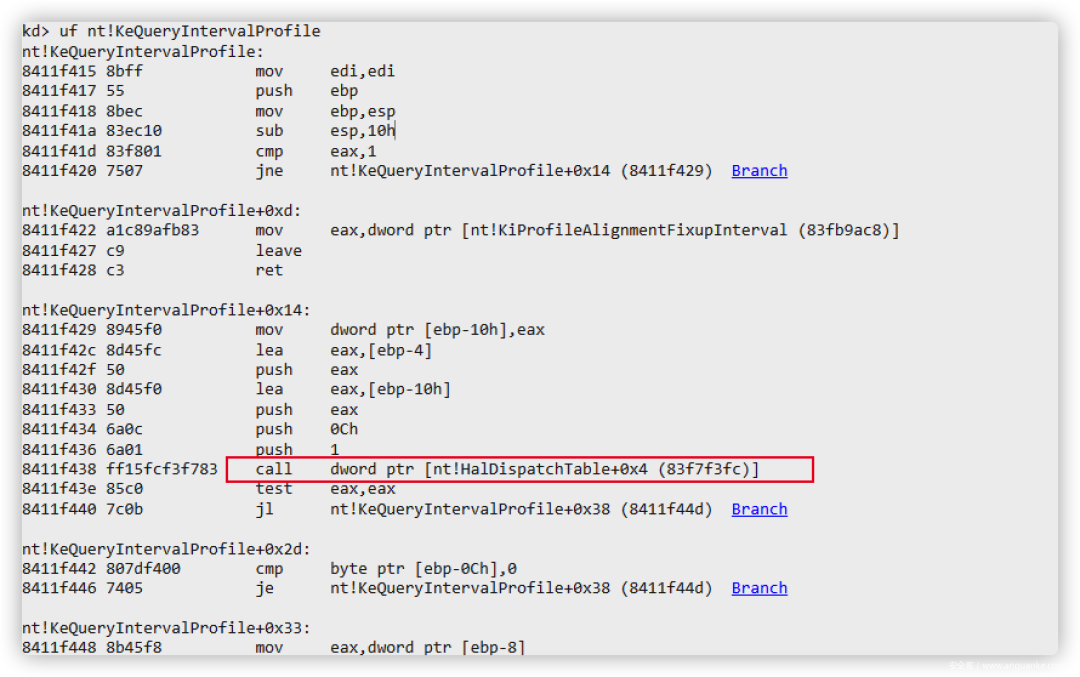 kd> uf nt!KeQueryIntervalProfile
nt!KeQueryIntervalProfile:
8411f415 8bff mov edi,edi
8411f417 55 push ebp
8411f418 8bec mov ebp,esp
8411f41a 83ec10 sub esp,10h
8411f41d 83f801 cmp eax,1
8411f420 7507 jne nt!KeQueryIntervalProfile+0x14 (8411f429) Branch
nt!KeQueryIntervalProfile+0xd:
8411f422 a1c89afb83 mov eax,dword ptr [nt!KiProfileAlignmentFixupInterval (83fb9ac8)]
8411f427 c9 leave
8411f428 c3 ret
nt!KeQueryIntervalProfile+0x14:
8411f429 8945f0 mov dword ptr [ebp-10h],eax
8411f42c 8d45fc lea eax,[ebp-4]
8411f42f 50 push eax
8411f430 8d45f0 lea eax,[ebp-10h]
8411f433 50 push eax
8411f434 6a0c push 0Ch
8411f436 6a01 push 1
8411f438 ff15fcf3f783 call dword ptr [nt!HalDispatchTable+0x4 (83f7f3fc)]
8411f43e 85c0 test eax,eax
8411f440 7c0b jl nt!KeQueryIntervalProfile+0x38 (8411f44d) Branch
nt!KeQueryIntervalProfile+0x2d:
8411f442 807df400 cmp byte ptr [ebp-0Ch],0
8411f446 7405 je nt!KeQueryIntervalProfile+0x38 (8411f44d) Branch
nt!KeQueryIntervalProfile+0x33:
8411f448 8b45f8 mov eax,dword ptr [ebp-8]